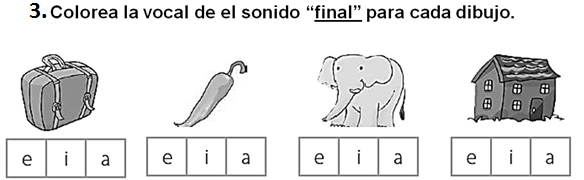 3. Colorea la vocal de el sonido “final” para cada dibujo.
e i a e i a e i a e i a